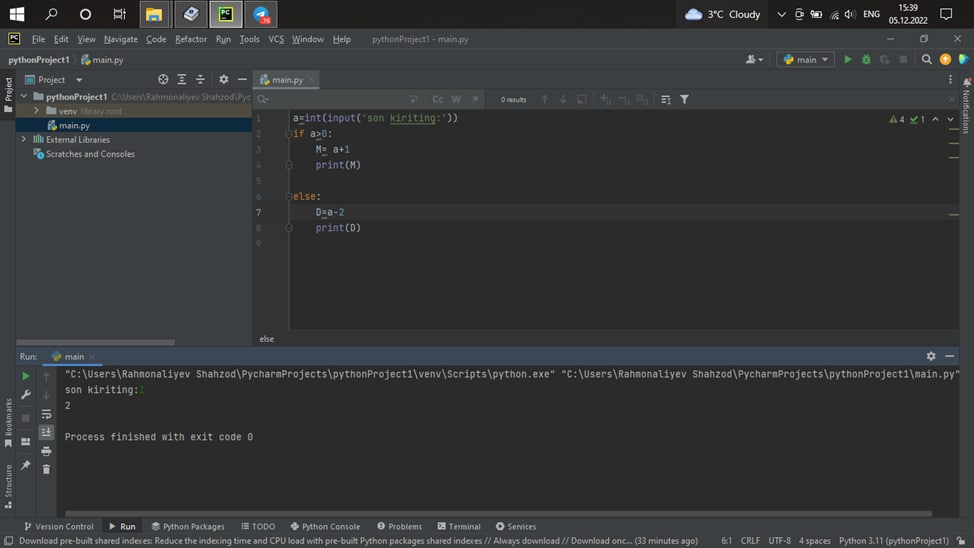 PC
76
3°C Cloudy
ENG
15:39
05.12.2022
PC
File Edit View Navigate Code Refactor Run Tools VCS Window Help
pythonProject1 - main.py
pythonProject1 main.py
main
Project
Project
main.py
Cc W .* 0 results
Notifications
pythonProject1 C:\Users\Rahmonaliyev Shahzod\Pyc
venv library root
main.py
External Libraries
Scratches and Consoles
4 1
1 a=int(input('son kiriting:'))
2 if a>0:
3 M= a+1
4 print(M)
5
6 else:
7 D=a-2
8 print(D)
9
else
Run: main
"C:\Users\Rahmonaliyev Shahzod\PycharmProjects\pythonProject1\venv\Scripts\python.exe" "C:\Users\Rahmonaliyev Shahzod\PycharmProjects\pythonProject1\main.py"
son kiriting:
2
Process finished with exit code 0
Bookmarks
Structure
Version Control Run Python Packages TODO Python Console Problems Terminal Services
Download pre-built shared indexes: Reduce the indexing time and CPU load with pre-built Python packages shared indexes // Always download // Download onc... (33 minutes ago)
6:1 CRLF UTF-8 4 spaces Python 3.11 (pythonProject1)